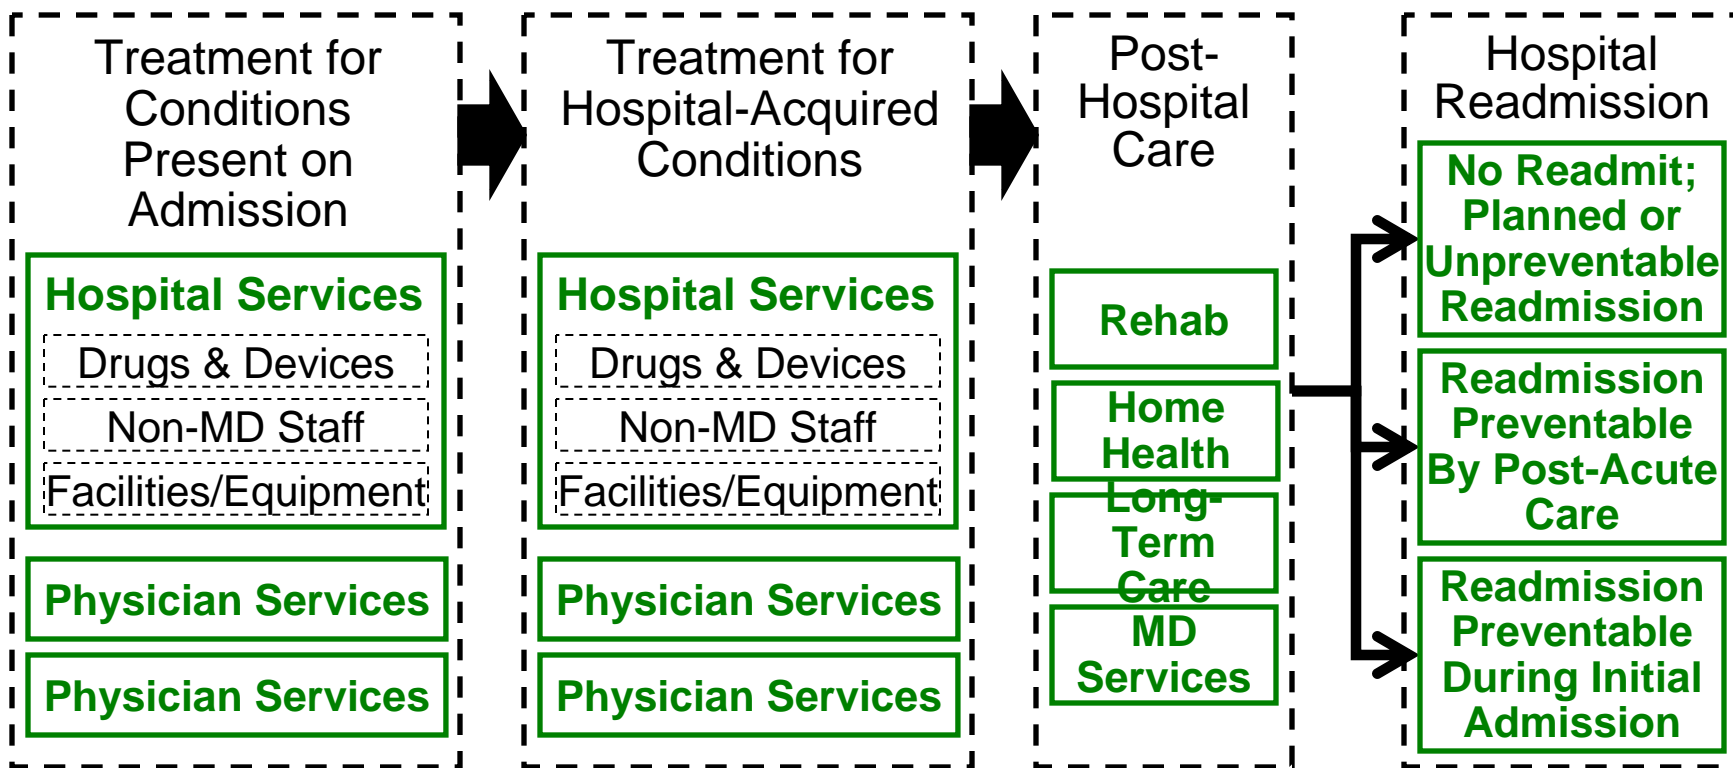 Treatment for
Conditions
Present on
Admission
Hospital Services
Drugs & Devices
Non-MD Staff
Facilities/Equipment
Physician Services
Physician Services
Treatment for
Hospital-Acquired
Conditions
Hospital Services
Drugs & Devices
Non-MD Staff
Facilities/Equipment
Physician Services
Physician Services
Post-
Hospital
Care
Rehab
Home
Health
Long-
Term
Care
MD
Services
Hospital
Readmission
No Readmit;
Planned or
Unpreventable
Readmission
Readmission
Preventable
By Post-Acute
Care
Readmission
Preventable
During Initial
Admission